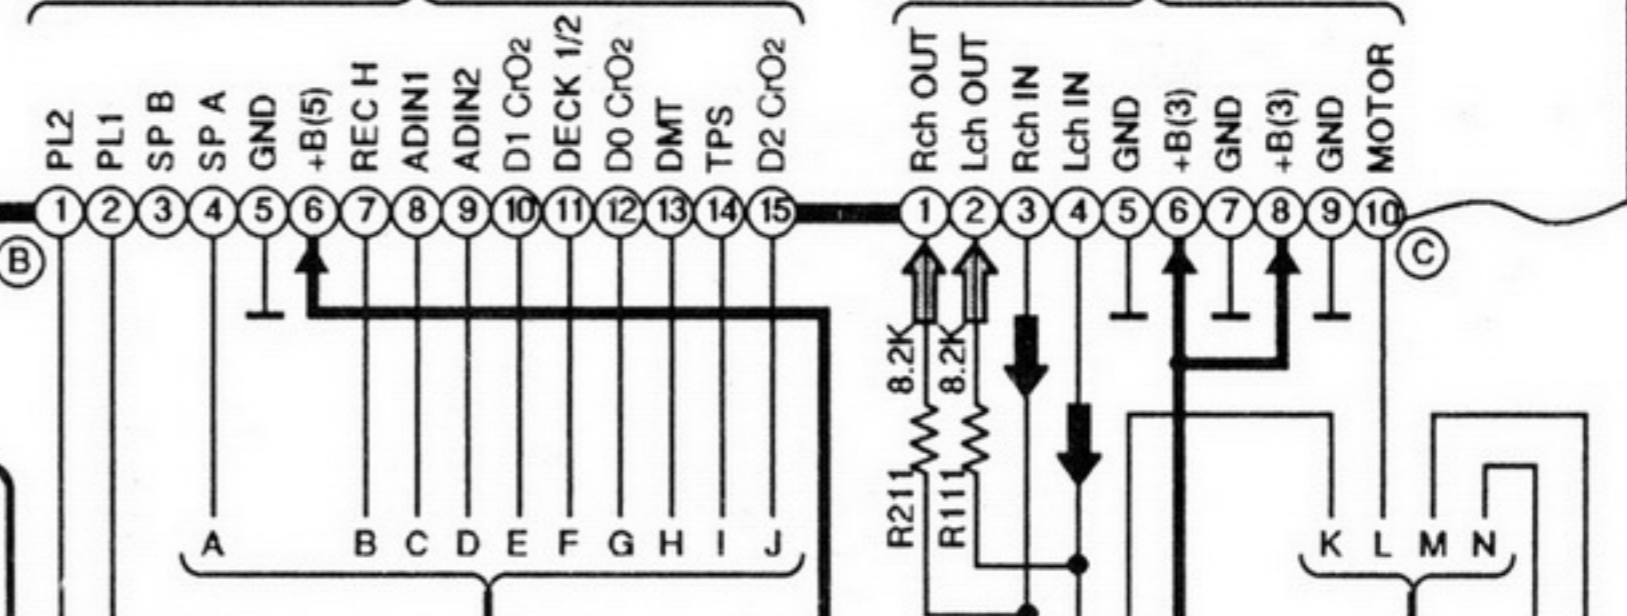 PL2 PL1 SP B SP A GND +B(5) REC H ADIN1 ADIN2 D1 CrO2 DECK 1/2 D0 CrO2 DMT TPS D2 CrO2
Rch OUT Lch OUT Rch IN Lch IN GND +B(3) GND +B(3) GND MOTOR
1 2 3 4 5 6 7 8 9 10 11 12 13 14 15
1 2 3 4 5 6 7 8 9 10
B
C
8.2K 8.2K
R211 R111
A B C D E F G H I J
K L M N